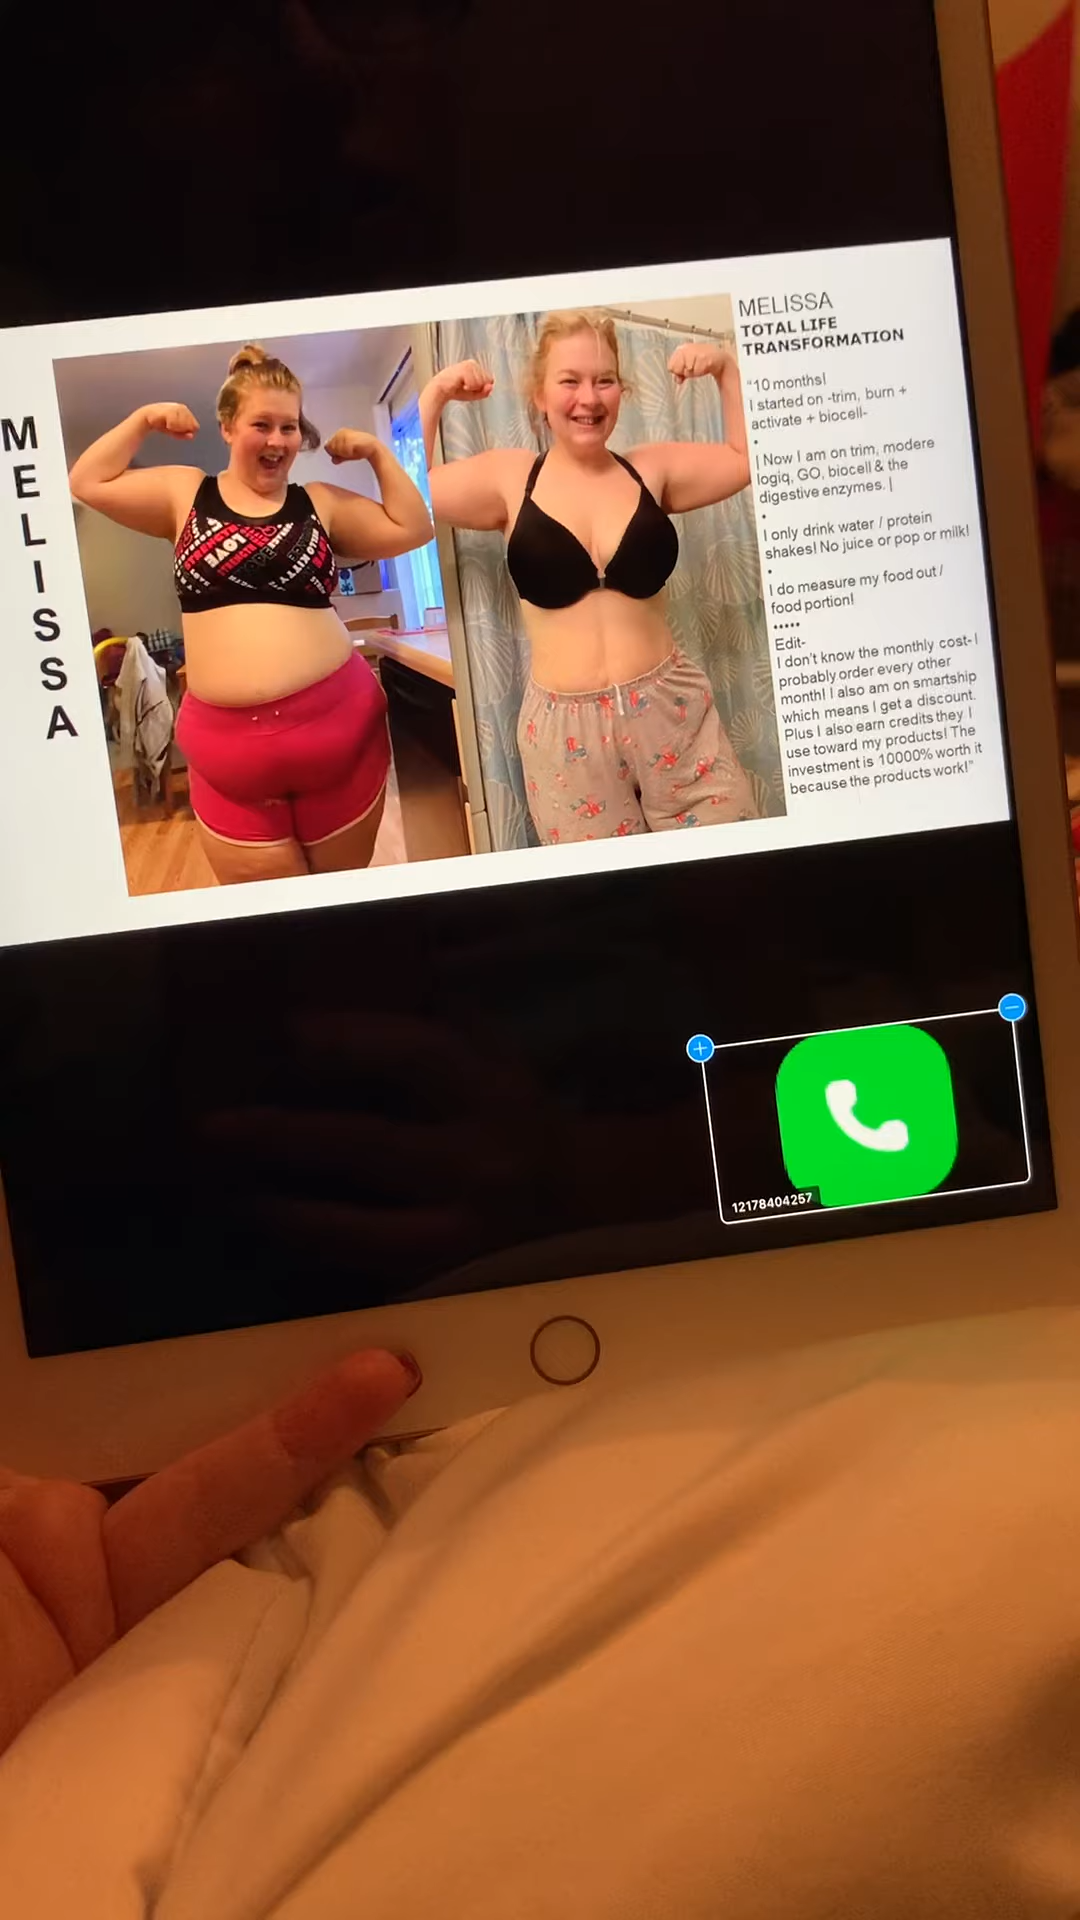 MELISSA
MELISSA
TOTAL LIFE
TRANSFORMATION
"10 months!
I started on -trim, burn +
activate + biocell-
•
| Now I am on trim, modere
logiq, GO, biocell & the
digestive enzymes. |
•
I only drink water / protein
shakes! No juice or pop or milk!
•
I do measure my food out /
food portion!
•••••
Edit-
I don't know the monthly cost- I
probably order every other
month! I also am on smartship
which means I get a discount.
Plus I also earn credits they I
use toward my products! The
investment is 10000% worth it
because the products work!"
LOVE
12178404257